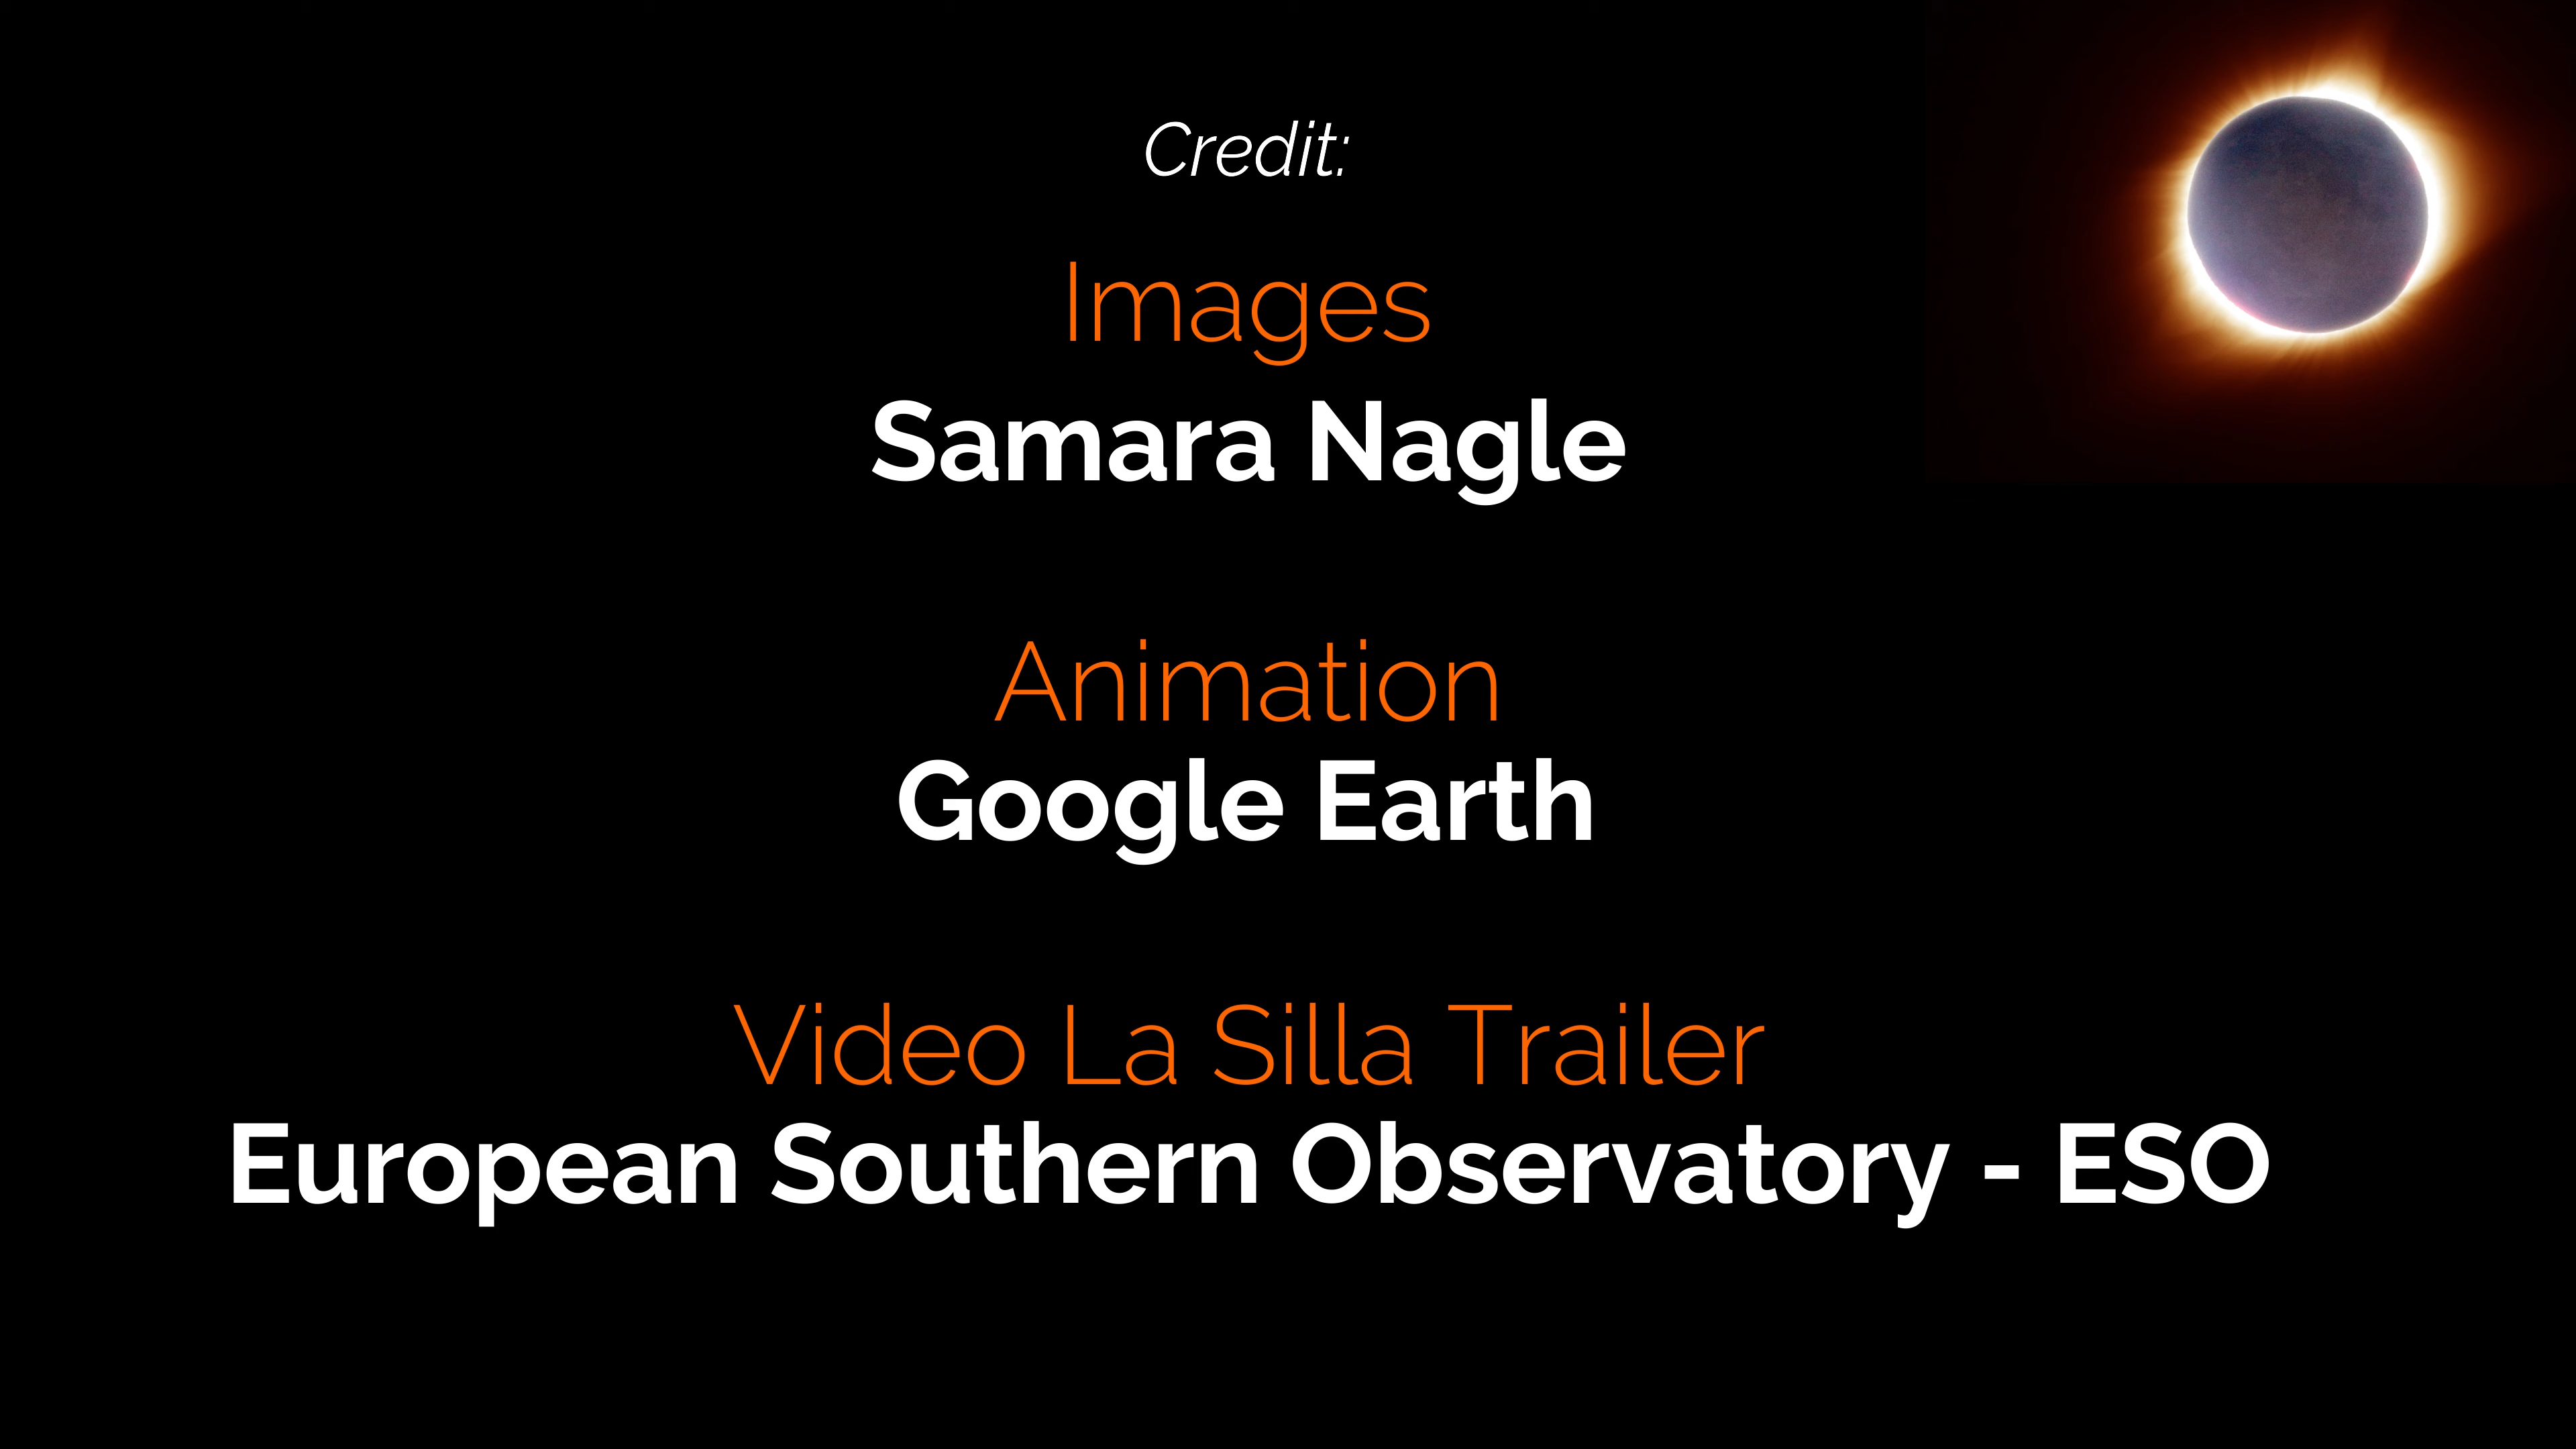 Credit:
Images
Samara Nagle
Animation
Google Earth
Video La Silla Trailer
European Southern Observatory - ESO